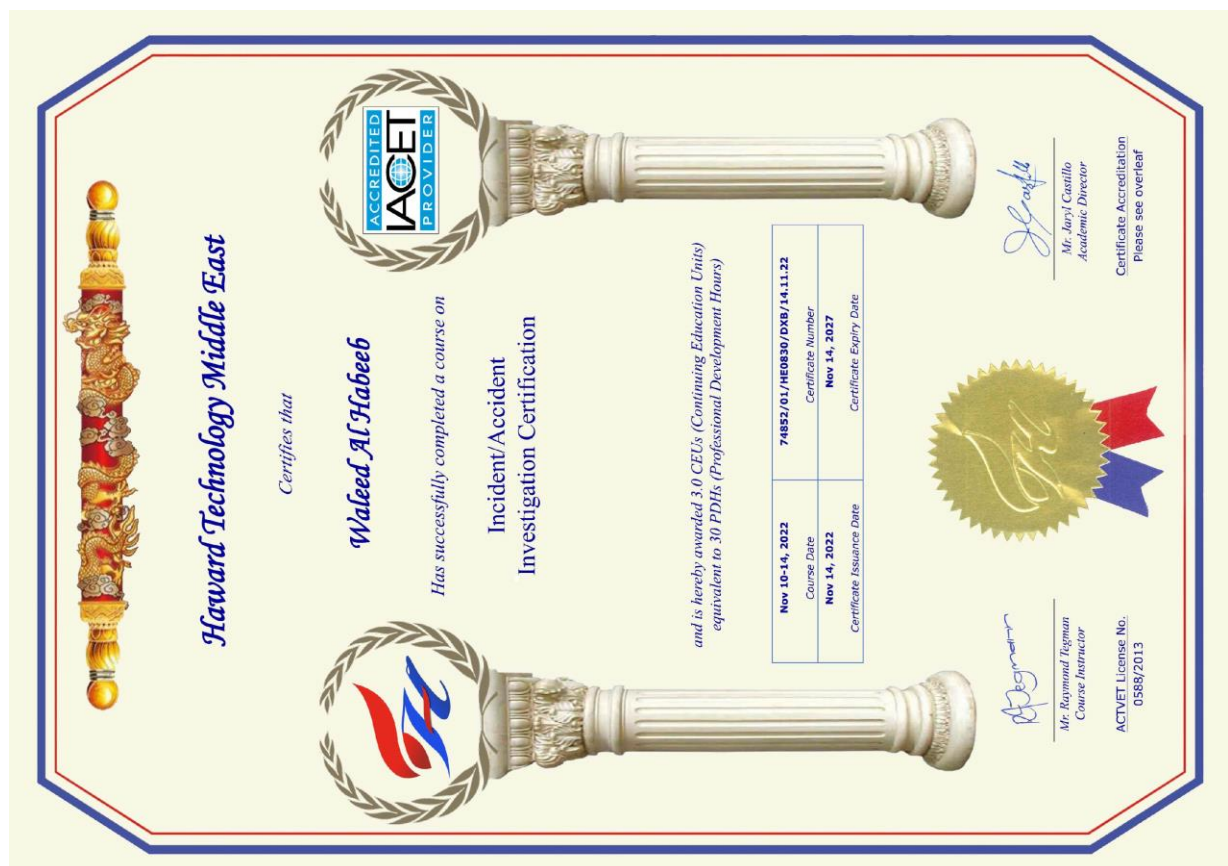 Haward Technology Middle East
Certifies that
Waleed Al Habeeb
Has successfully completed a course on
Incident/Accident
Investigation Certification
ACCREDITED
IACET
PROVIDER
and is hereby awarded 3.0 CEUs (Continuing Education Units)
equivalent to 30 PDHs (Professional Development Hours)
Nov 10-14, 2022
Course Date
74852/01/HE0830/DXB/14.11.22
Certificate Number
Nov 14, 2022
Certificate Issuance Date
Nov 14, 2027
Certificate Expiry Date
Mr. Raymond Tegman
Course Instructor
ACTVET License No.
0588/2013
Mr. Jaryl Castillo
Academic Director
Certificate Accreditation
Please see overleaf